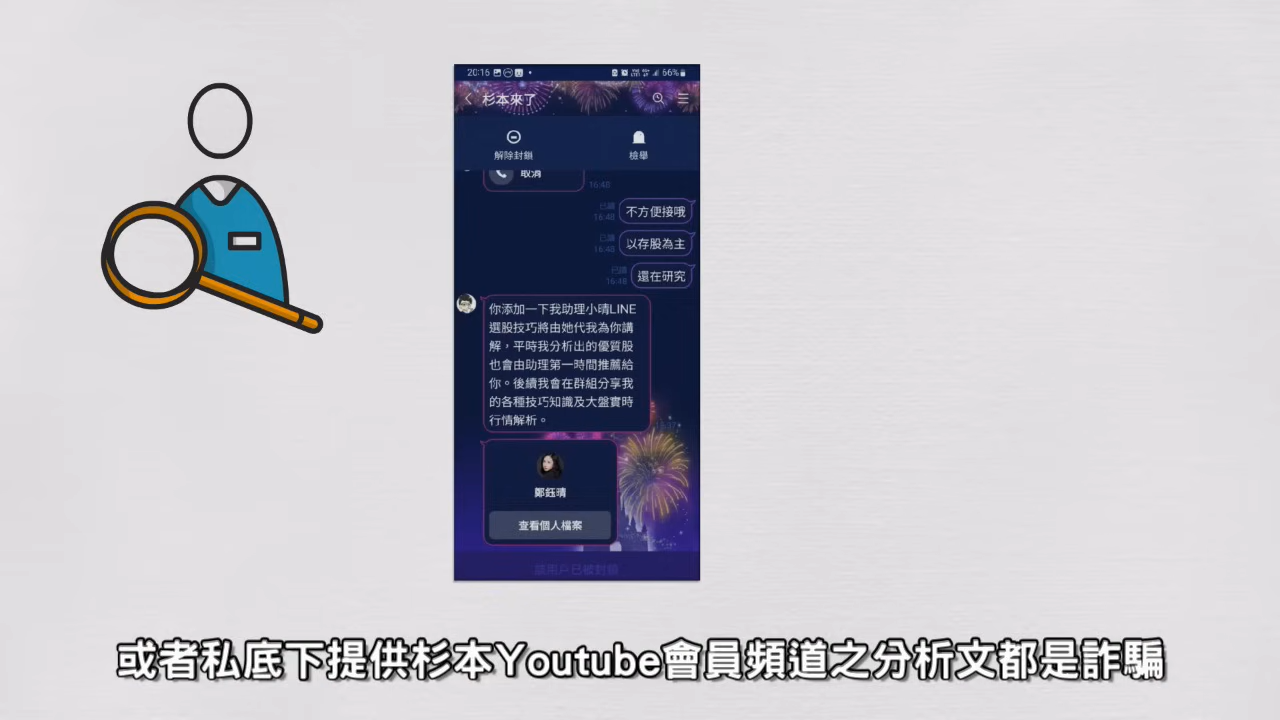 20:16
66%
杉本來了
解除封鎖
檢舉
取消
16:48
已讀
16:48
不方便接哦
已讀
16:48
以存股為主
已讀
16:48
還在研究
你添加一下我助理小晴LINE
選股技巧將由她代我為你講
解，平時我分析出的優質股
也會由助理第一時間推薦給
你。後續我會在群組分享我
的各種技巧知識及大盤實時
行情解析。
鄭鈺晴
查看個人檔案
該用戶已被封鎖
或者私底下提供杉本Youtube會員頻道之分析文都是詐騙